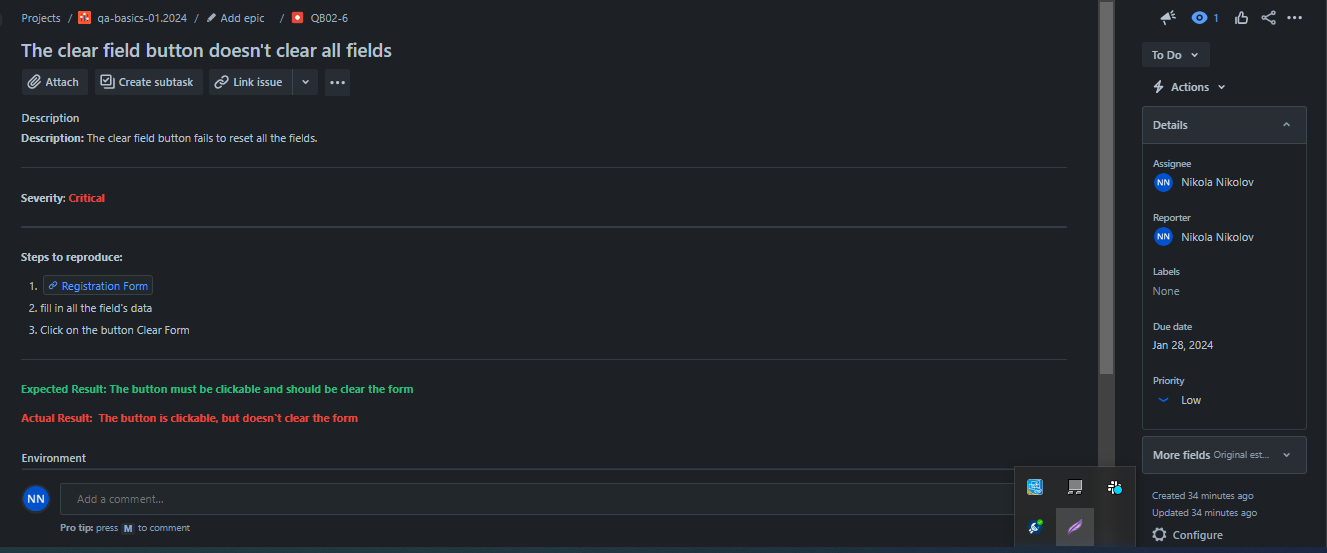 Projects / qa-basics-01.2024 / Add epic / QB02-6
1
The clear field button doesn't clear all fields
To Do
Attach Create subtask Link issue
Actions
Description
Details
Description: The clear field button fails to reset all the fields.
Assignee
NN Nikola Nikolov
Severity: Critical
Reporter
NN Nikola Nikolov
Steps to reproduce:
Labels
1. Registration Form
None
2. fill in all the field's data
3. Click on the button Clear Form
Due date
Jan 28, 2024
Priority
Expected Result: The button must be clickable and should be clear the form
Low
Actual Result: The button is clickable, but doesn`t clear the form
Environment
More fields Original est...
NN Add a comment...
Created 34 minutes ago
Updated 34 minutes ago
Pro tip: press M to comment
Configure